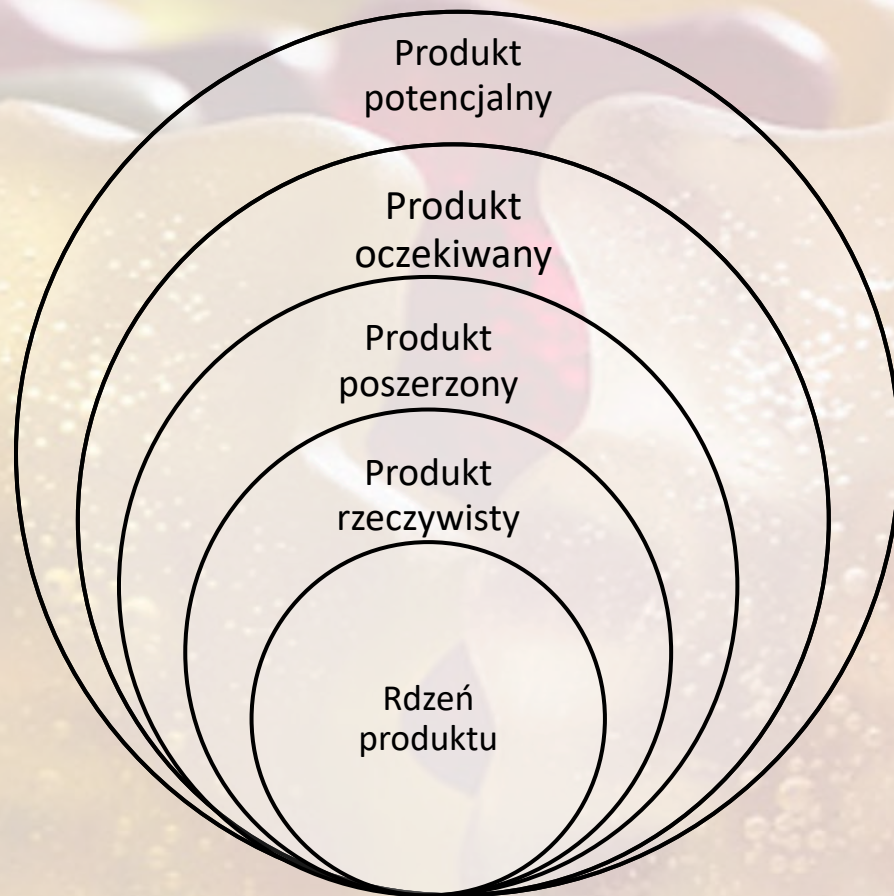 Produkt
potencjalny
Produkt
oczekiwany
Produkt
poszerzony
Produkt
rzeczywisty
Rdzeń
produktu